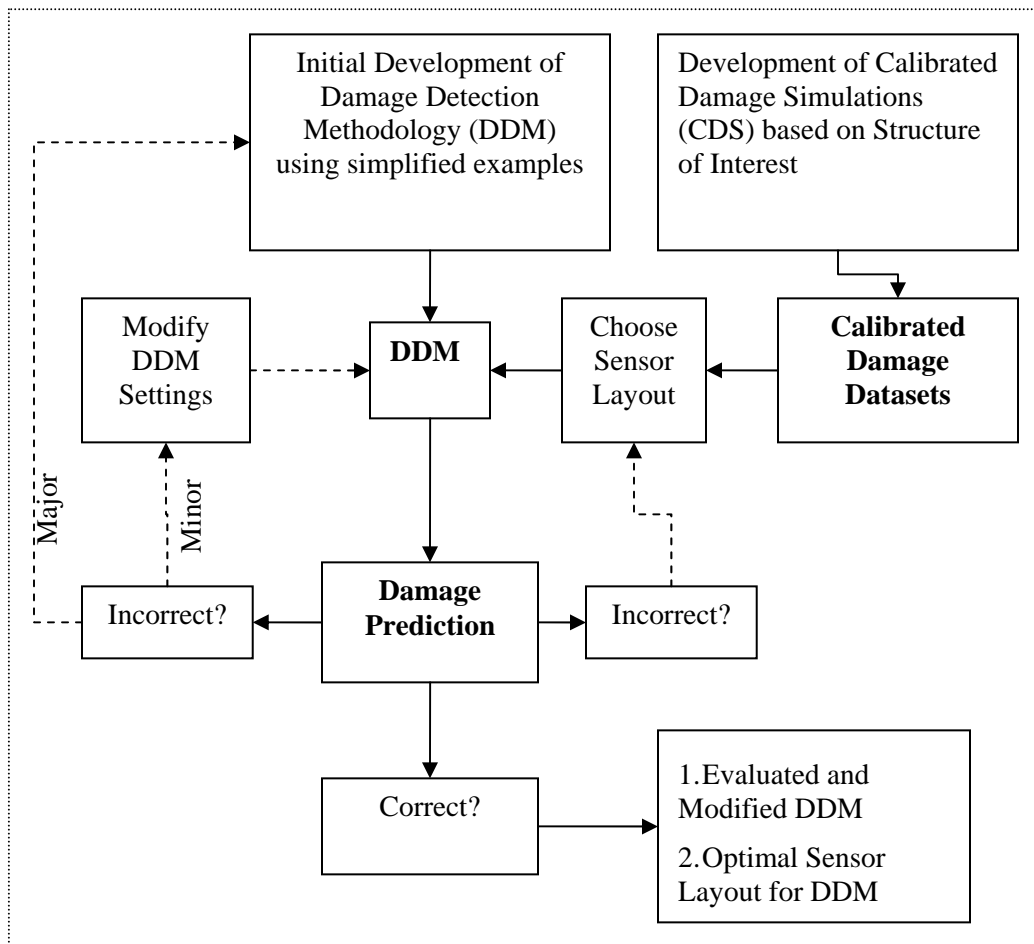 Initial Development of
Damage Detection
Methodology (DDM)
using simplified examples
Development of Calibrated
Damage Simulations
(CDS) based on Structure
of Interest
Modify
DDM
Settings
DDM
Choose
Sensor
Layout
Calibrated
Damage
Datasets
Major
Minor
Incorrect?
Damage
Prediction
Incorrect?
Correct?
1.Evaluated and
Modified DDM
2.Optimal Sensor
Layout for DDM